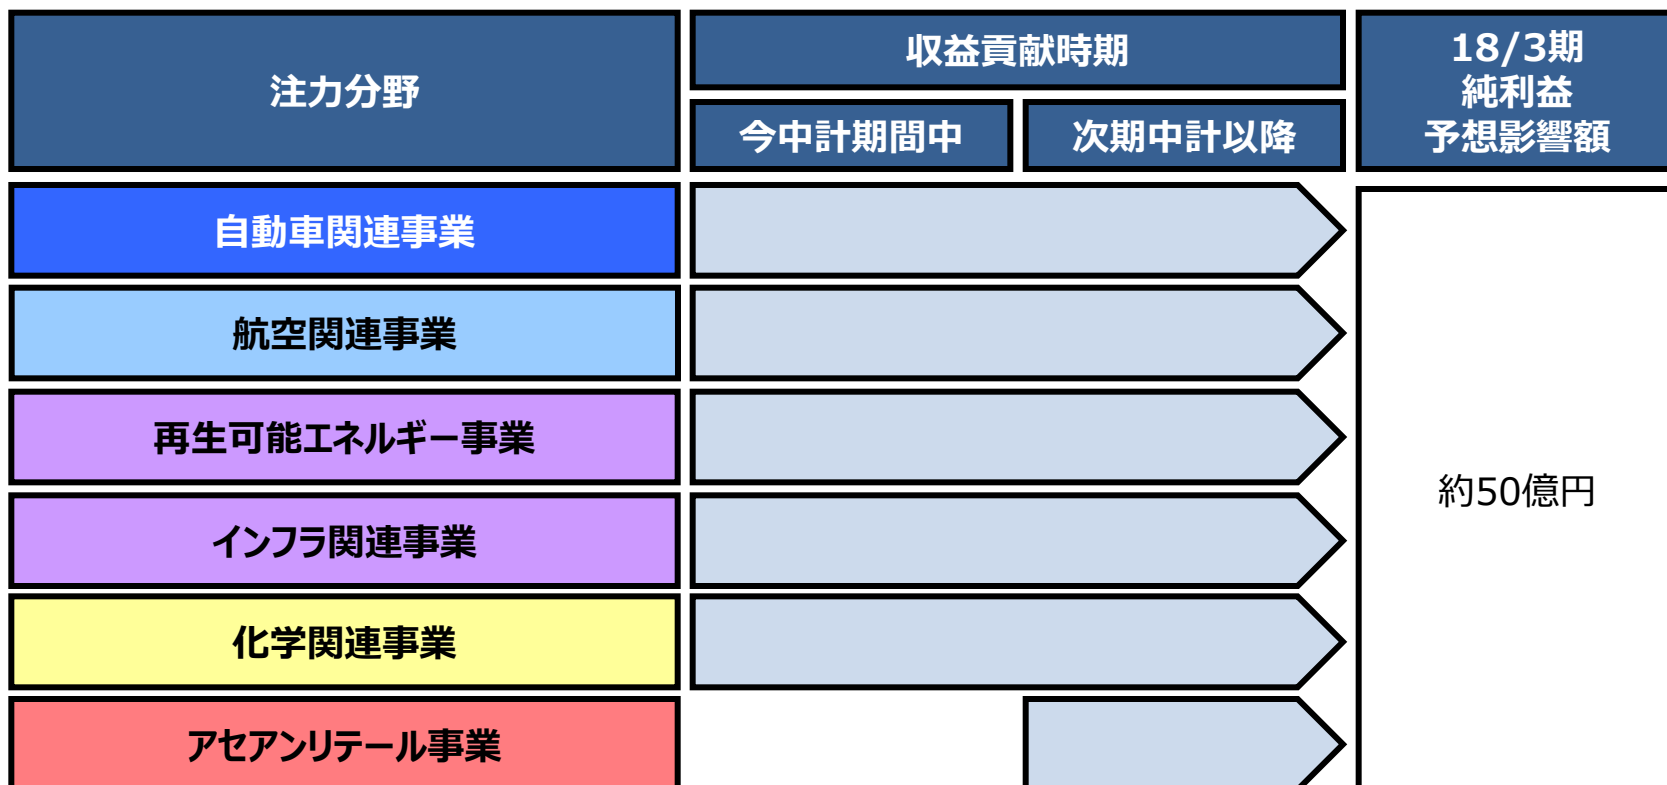 注力分野
収益貢献時期
今中計期間中
次期中計以降
18/3期
純利益
予想影響額
自動車関連事業
航空関連事業
再生可能エネルギー事業
インフラ関連事業
化学関連事業
アセアンリテール事業
約50億円